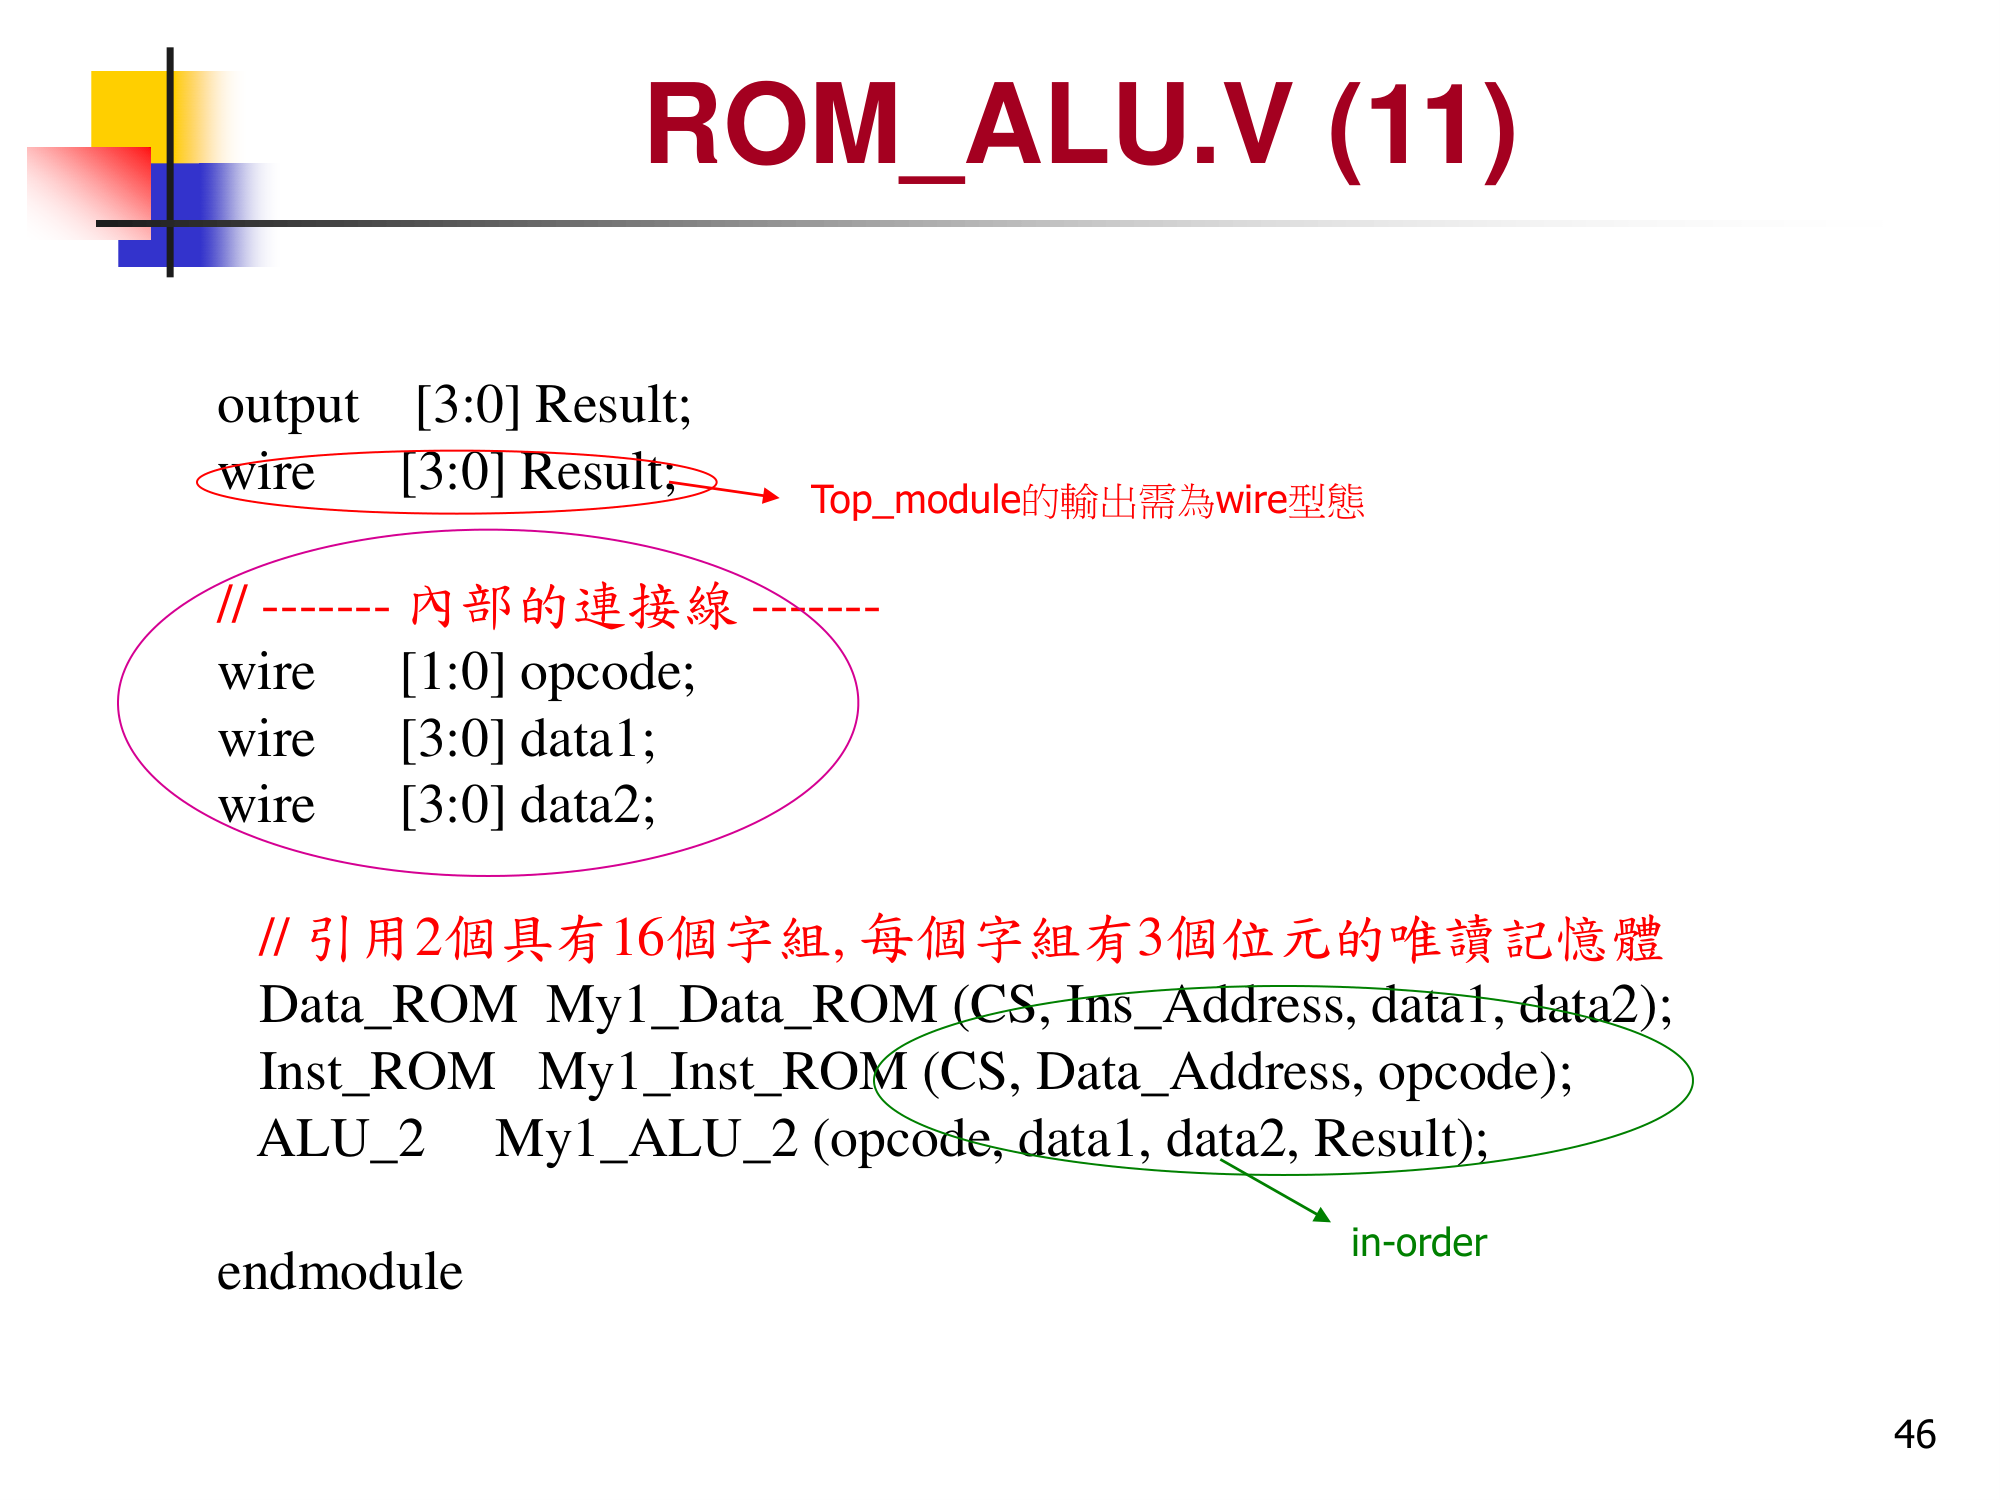 ROM_ALU.V (11)
output [3:0] Result;
wire [3:0] Result;
Top_module的輸出需為wire型態
// ------- 內部的連接線 -------
wire [1:0] opcode;
wire [3:0] data1;
wire [3:0] data2;
// 引用2個具有16個字組, 每個字組有3個位元的唯讀記憶體
Data_ROM My1_Data_ROM (CS, Ins_Address, data1, data2);
Inst_ROM My1_Inst_ROM (CS, Data_Address, opcode);
ALU_2 My1_ALU_2 (opcode, data1, data2, Result);
in-order
endmodule
46